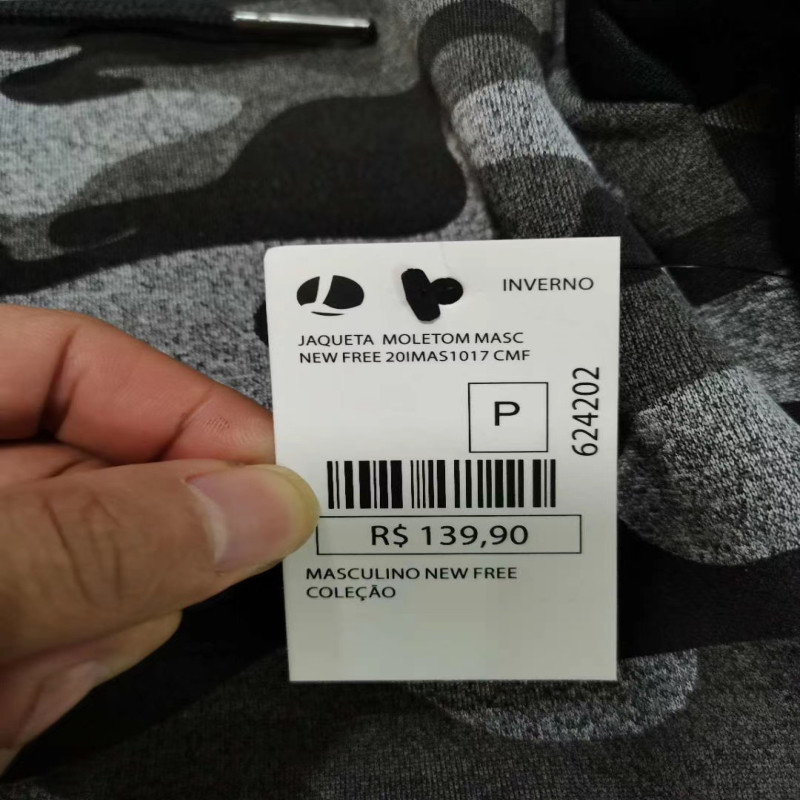 INVERNO
JAQUETA MOLETOM MASC
NEW FREE 20IMAS1017 CMF
P
624202
R$ 139,90
MASCULINO NEW FREE
COLEÇÃO